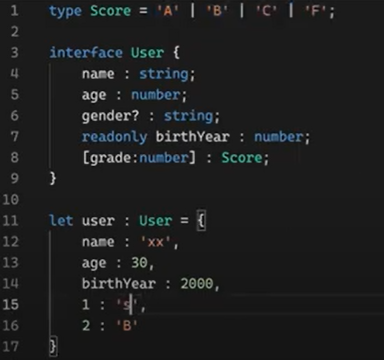 1 type Score = 'A' | 'B' | 'C' | 'F';
2
3 interface User {
4 name : string;
5 age : number;
6 gender? : string;
7 readonly birthYear : number;
8 [grade:number] : Score;
9 }
10
11 let user : User = {
12 name : 'xx',
13 age : 30,
14 birthYear : 2000,
15 1 : 's',
16 2 : 'B'
17 }